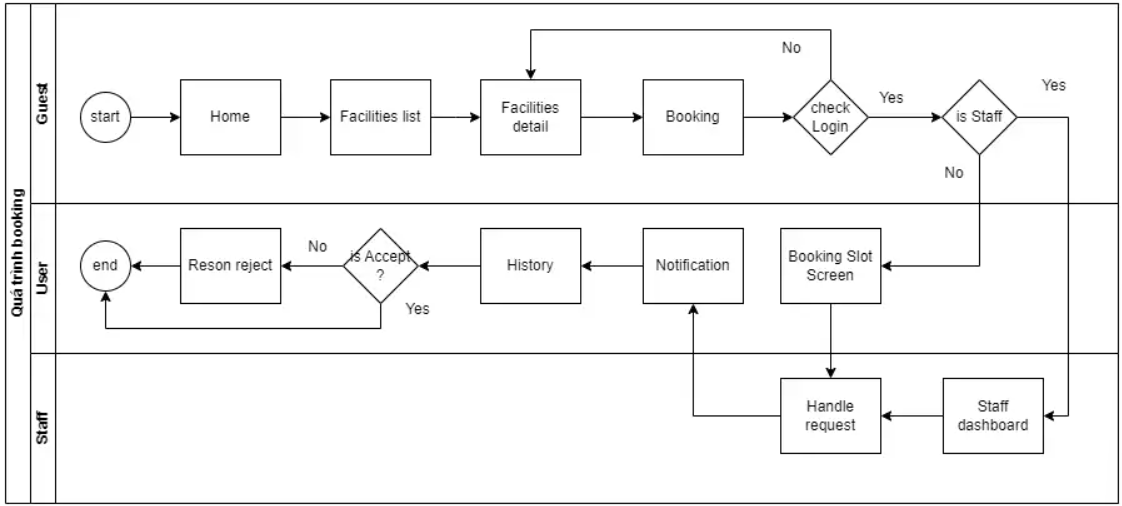 Quá trình booking
Guest
start
Home
Facilities list
Facilities
detail
Booking
No
check
Login
Yes
is Staff
Yes
No
User
end
Reson reject
No
is Accept
?
Yes
History
Notification
Booking Slot
Screen
Staff
Handle
request
Staff
dashboard